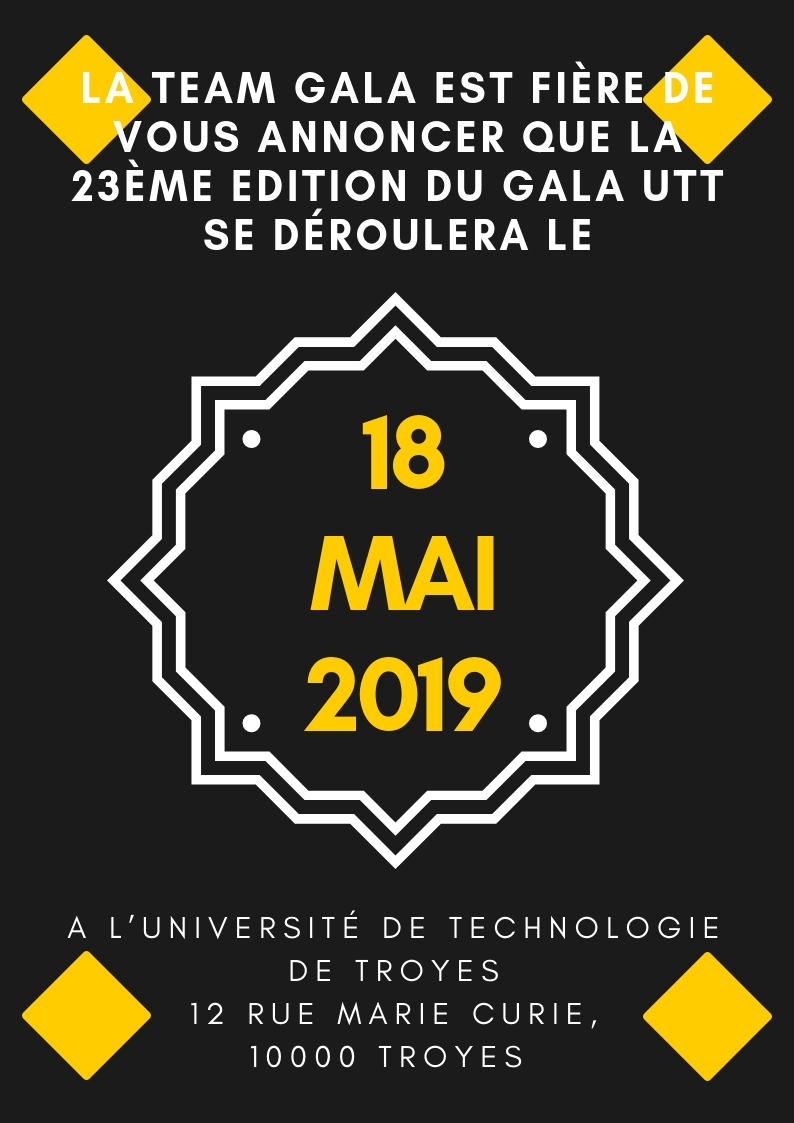 LA TEAM GALA EST FIÈRE DE
VOUS ANNONCER QUE LA
23ÈME EDITION DU GALA UTT
SE DÉROULERA LE
18
MAI
2019
A L’UNIVERSITÉ DE TECHNOLOGIE
DE TROYES
12 RUE MARIE CURIE,
10000 TROYES